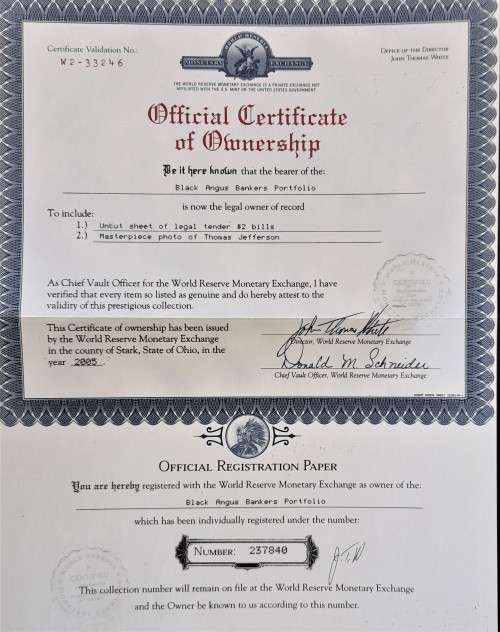 Certificate Validation No.:
W2-33246
WORLD RESERVE
MONETARY EXCHANGE
OFFICE OF THE DIRECTOR
JOHN THOMAS WHITE
THE WORLD RESERVE MONETARY EXCHANGE IS A PRIVATE EXCHANGE NOT
AFFILIATED WITH THE U.S. MINT OR THE UNITED STATES GOVERNMENT
Official Certificate
of Ownership
Be it here known that the bearer of the:
Black Angus Bankers Portfolio
is now the legal owner of record
To include:
1.) Uncut sheet of legal tender $2 bills
2.) Masterpiece photo of Thomas Jefferson
As Chief Vault Officer for the World Reserve Monetary Exchange, I have
verified that every item so listed as genuine and do hereby attest to the
validity of this prestigious collection.
CERTIFIED
This Certificate of ownership has been issued
by the World Reserve Monetary Exchange
in the county of Stark, State of Ohio, in the
year 2005.
John Thomas White
Director, World Reserve Monetary Exchange
Donald M. Schneider
Chief Vault Officer, World Reserve Monetary Exchange
OFFICIAL REGISTRATION PAPER
You are hereby registered with the World Reserve Monetary Exchange as owner of the:
Black Angus Bankers Portfolio
which has been individually registered under the number:
NUMBER: 237840
J.T.W
CERTIFIED
This collection number will remain on file at the World Reserve Monetary Exchange
and the Owner be known to us according to this number.